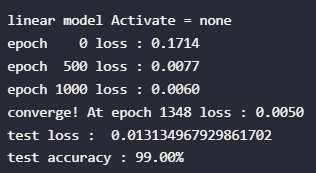 linear model Activate = none
epoch    0 loss : 0.1714
epoch  500 loss : 0.0077
epoch 1000 loss : 0.0060
converge! At epoch 1348 loss : 0.0050
test loss :  0.013134967929861702
test accuracy : 99.00%